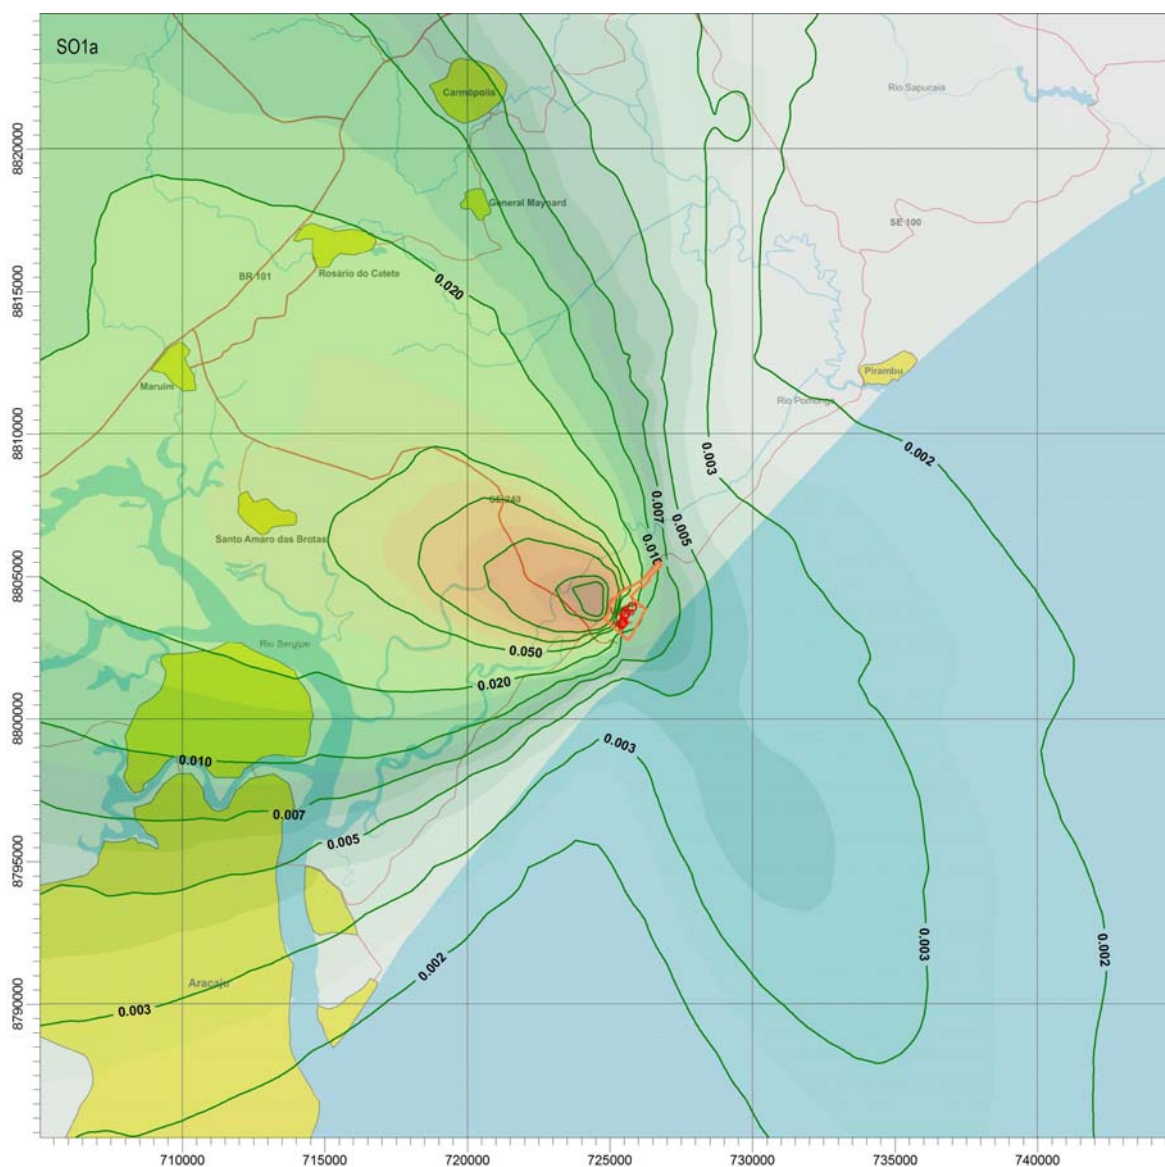 SO1a
Carmópolis
Rio Sapucaia
General Maynard
SE 100
BR 101
Rosário do Catete
0.020
Maruim
Pirambu
Rio Pomonga
0.003
0.002
SE 240
0.007
0.005
0.010
Santo Amaro das Brotas
Rio Sergipe
0.050
0.020
0.003
0.010
0.007
0.005
0.003
0.002
0.002
Aracaju
0.003
8820000
8815000
8810000
8805000
8800000
8795000
8790000
710000
715000
720000
725000
730000
735000
740000